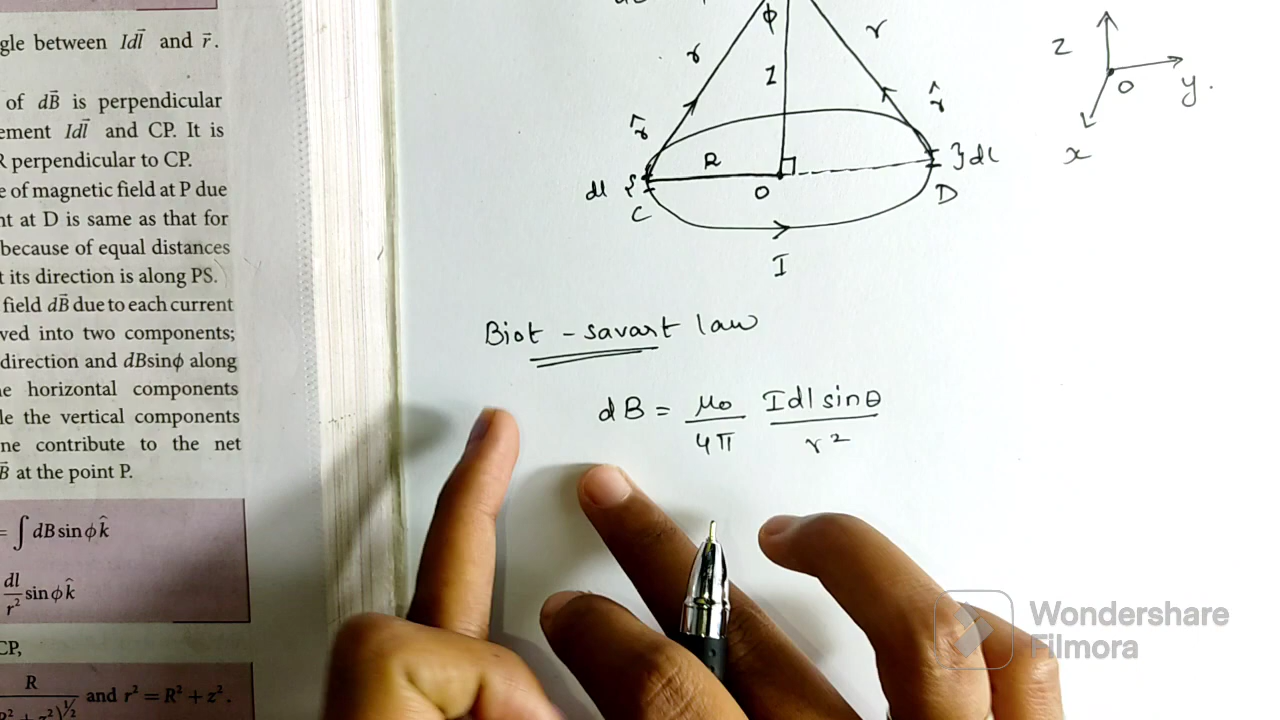 gle between Idl⃗ and r⃗.
of dB⃗ is perpendicular
ement Idl⃗ and CP. It is
R perpendicular to CP.
e of magnetic field at P due
nt at D is same as that for
because of equal distances
t its direction is along PS.
field dB⃗ due to each current
ved into two components;
direction and dBsinϕ along
e horizontal components
le the vertical components
ne contribute to the net
B⃗ at the point P.
= ∫ dB sinϕ k̂
dl/r² sinϕ k̂
CP,
R
and r² = R² + z².
ϕ
r
r
z
r̂
r̂
R
dl {
} dl
C
O
D
I
z
O
y.
x
Biot - savart law
dB = μ₀/4π Idl sinθ/r²
Wondershare
Filmora